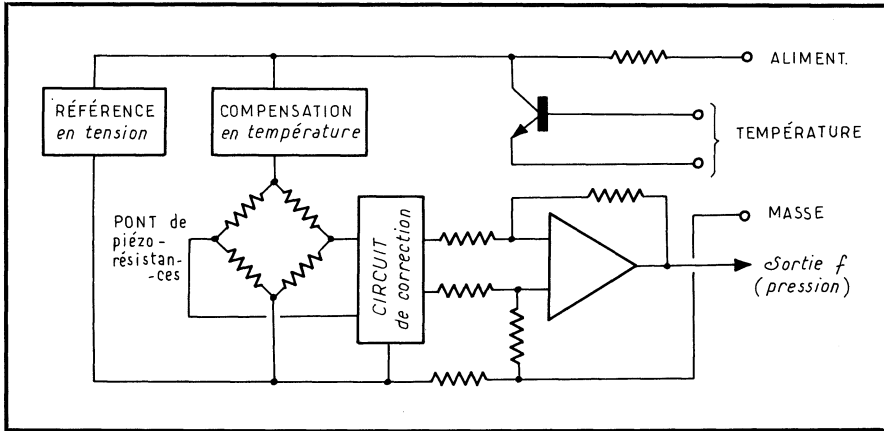 ALIMENT.
RÉFÉRENCE
en tension
COMPENSATION
en température
TEMPÉRATURE
PONT de
piézo-
résistan-
-ces
CIRCUIT
de correction
MASSE
Sortie f
(pression)